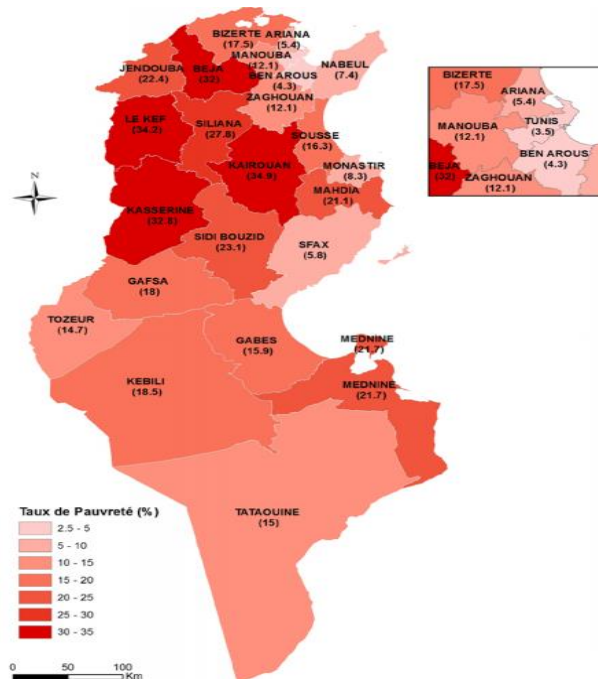 BIZERTE
(17.5)
ARIANA
(5.4)
MANOUBA
(12.1)
NABEUL
(7.4)
JENDOUBA
(22.4)
BEJA
(32)
BEN AROUS
(4.3)
ZAGHOUAN
(12.1)
LE KEF
(34.2)
SILIANA
(27.8)
SOUSSE
(16.3)
KAIROUAN
(34.9)
MONASTIR
(8.3)
MAHDIA
(21.1)
KASSERINE
(32.8)
SIDI BOUZID
(23.1)
SFAX
(5.8)
GAFSA
(18)
TOZEUR
(14.7)
GABES
(15.9)
MEDNINE
(21.7)
KEBILI
(18.5)
MEDNINE
(21.7)
TATAOUINE
(15)
BIZERTE
(17.5)
ARIANA
(5.4)
TUNIS
(3.5)
MANOUBA
(12.1)
BEN AROUS
(4.3)
BEJA
(32)
ZAGHOUAN
(12.1)
N
Taux de Pauvreté (%)
2.5 - 5
5 - 10
10 - 15
15 - 20
20 - 25
25 - 30
30 - 35
0 50 100
Km